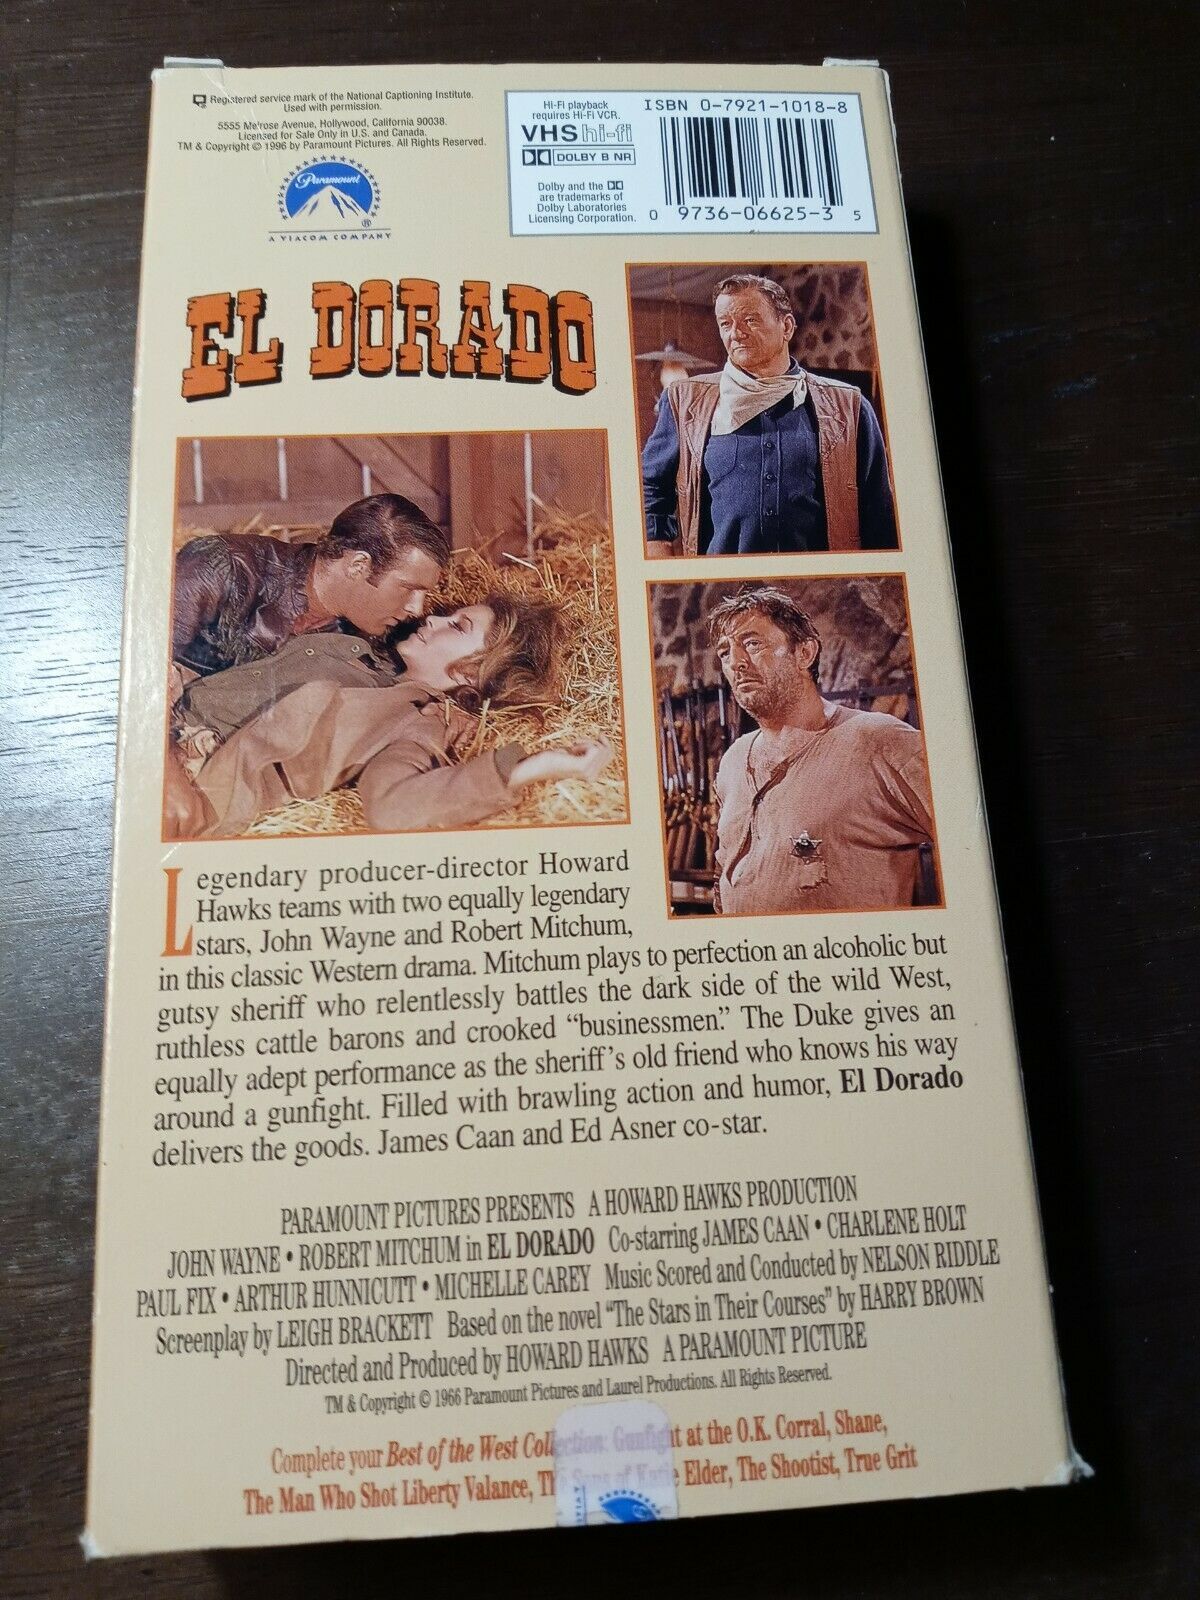 Registered service mark of the National Captioning Institute.
Used with permission.
5555 Melrose Avenue, Hollywood, California 90038.
Licensed for Sale Only in U.S. and Canada.
TM & Copyright © 1996 by Paramount Pictures. All Rights Reserved.
Paramount
®
A VIACOM COMPANY
Hi-Fi playback
requires Hi-Fi VCR.
VHS hi-fi
DOLBY B NR
Dolby and the
are trademarks of
Dolby Laboratories
Licensing Corporation.
ISBN 0-7921-1018-8
0 9736-06625-3 5
EL DORADO
Legendary producer-director Howard
Hawks teams with two equally legendary
stars, John Wayne and Robert Mitchum,
in this classic Western drama. Mitchum plays to perfection an alcoholic but
gutsy sheriff who relentlessly battles the dark side of the wild West,
ruthless cattle barons and crooked “businessmen.” The Duke gives an
equally adept performance as the sheriff’s old friend who knows his way
around a gunfight. Filled with brawling action and humor, El Dorado
delivers the goods. James Caan and Ed Asner co-star.
PARAMOUNT PICTURES PRESENTS A HOWARD HAWKS PRODUCTION
JOHN WAYNE • ROBERT MITCHUM in EL DORADO Co-starring JAMES CAAN • CHARLENE HOLT
PAUL FIX • ARTHUR HUNNICUTT • MICHELLE CAREY Music Scored and Conducted by NELSON RIDDLE
Screenplay by LEIGH BRACKETT Based on the novel "The Stars in Their Courses" by HARRY BROWN
Directed and Produced by HOWARD HAWKS A PARAMOUNT PICTURE
TM & Copyright © 1966 Paramount Pictures and Laurel Productions. All Rights Reserved.
Complete your Best of the West Collection: Gunfight at the O.K. Corral, Shane,
The Man Who Shot Liberty Valance, The Sons of Katie Elder, The Shootist, True Grit